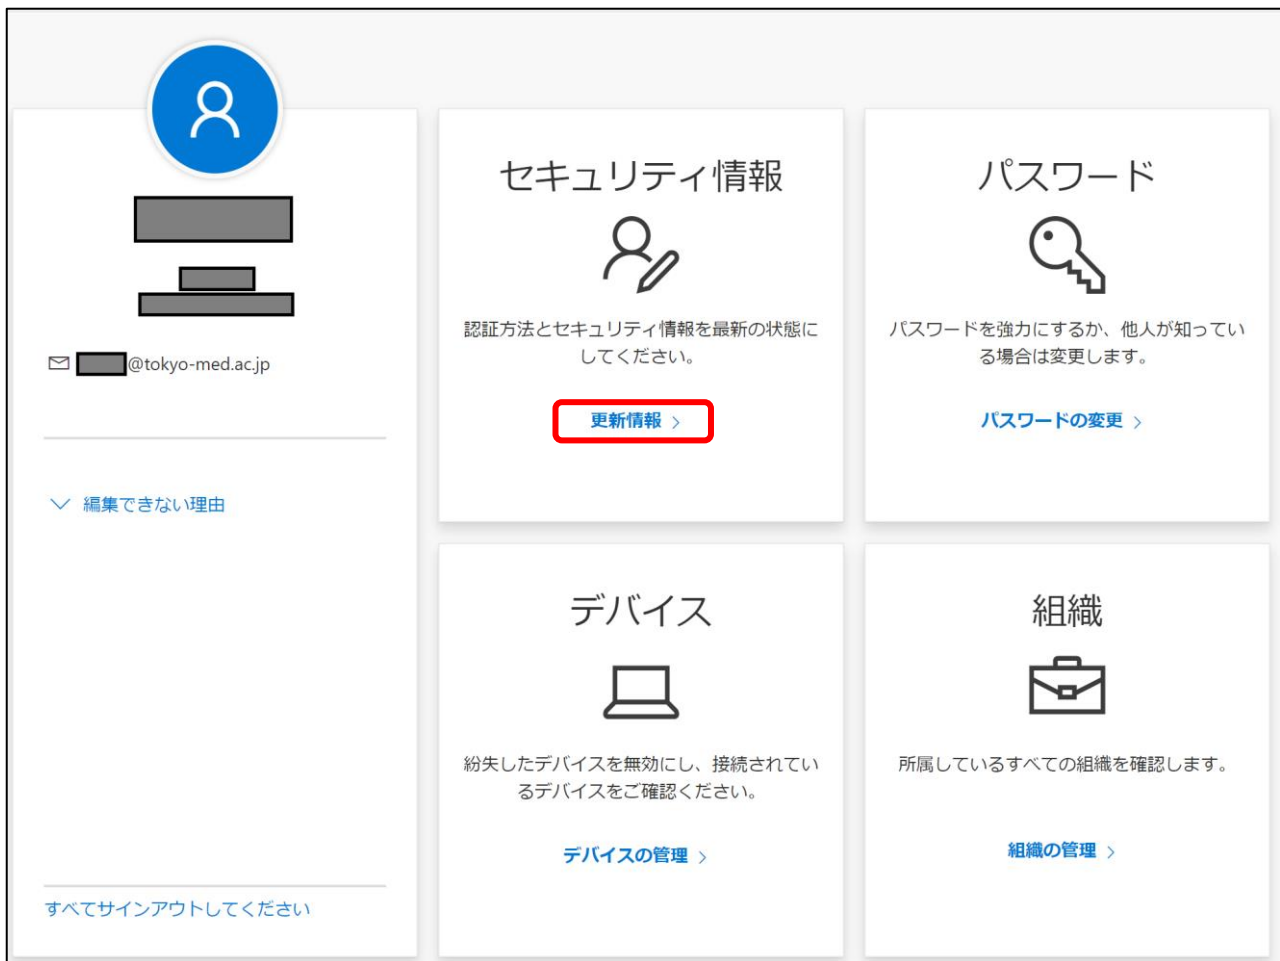 @tokyo-med.ac.jp
編集できない理由
すべてサインアウトしてください
セキュリティ情報
認証方法とセキュリティ情報を最新の状態に
してください。
更新情報
パスワード
パスワードを強力にするか、他人が知ってい
る場合は変更します。
パスワードの変更
デバイス
紛失したデバイスを無効にし、接続されてい
るデバイスをご確認ください。
デバイスの管理
組織
所属しているすべての組織を確認します。
組織の管理